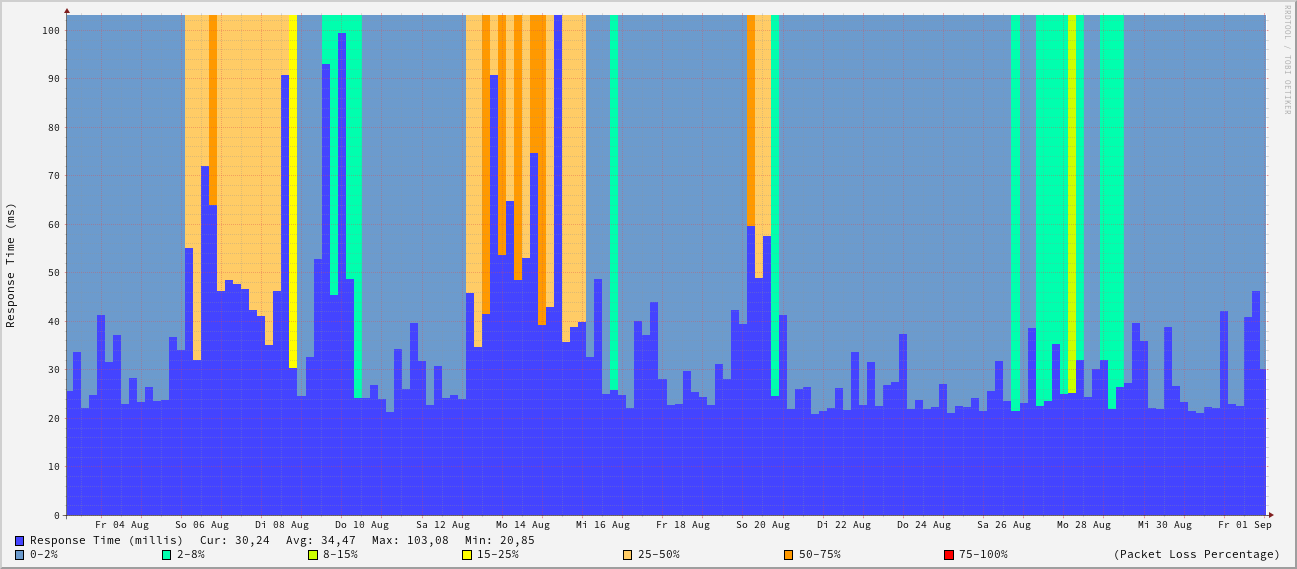 RRDTOOL / TOBI OETIKER
Response Time (ms)
100
90
80
70
60
50
40
30
20
10
0
Fr 04 Aug So 06 Aug Di 08 Aug Do 10 Aug Sa 12 Aug Mo 14 Aug Mi 16 Aug Fr 18 Aug So 20 Aug Di 22 Aug Do 24 Aug Sa 26 Aug Mo 28 Aug Mi 30 Aug Fr 01 Sep
Response Time (millis) Cur: 30,24 Avg: 34,47 Max: 103,08 Min: 20,85
0-2% 2-8% 8-15% 15-25% 25-50% 50-75% 75-100% (Packet Loss Percentage)